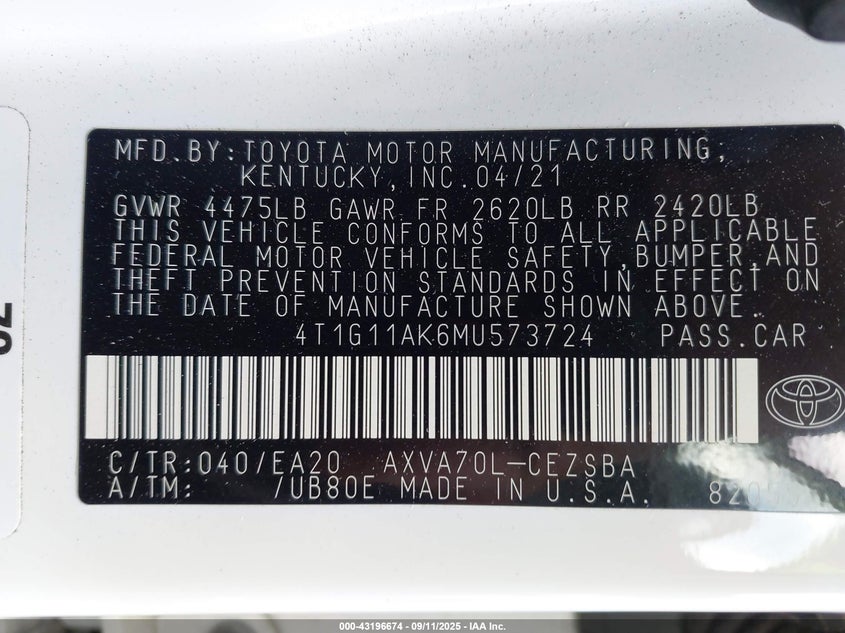 MFD.BY:TOYOTA MOTOR MANUFACTURING,
KENTUCKY,INC.04/21
GVWR 4475LB GAWR FR 2620LB RR 2420LB
THIS VEHICLE CONFORMS TO ALL APPLICABLE
FEDERAL MOTOR VEHICLE SAFETY,BUMPER,AND
THEFT PREVENTION STANDARDS IN EFFECT ON
THE DATE OF MANUFACTURE SHOWN ABOVE.
4T1G11AK6MU573724 PASS.CAR
C/TR:040/EA20 AXVA70L-CEZSBA
A/TM: /UB80E MADE IN U.S.A.
000-43196674 - 09/11/2025 - IAA Inc.